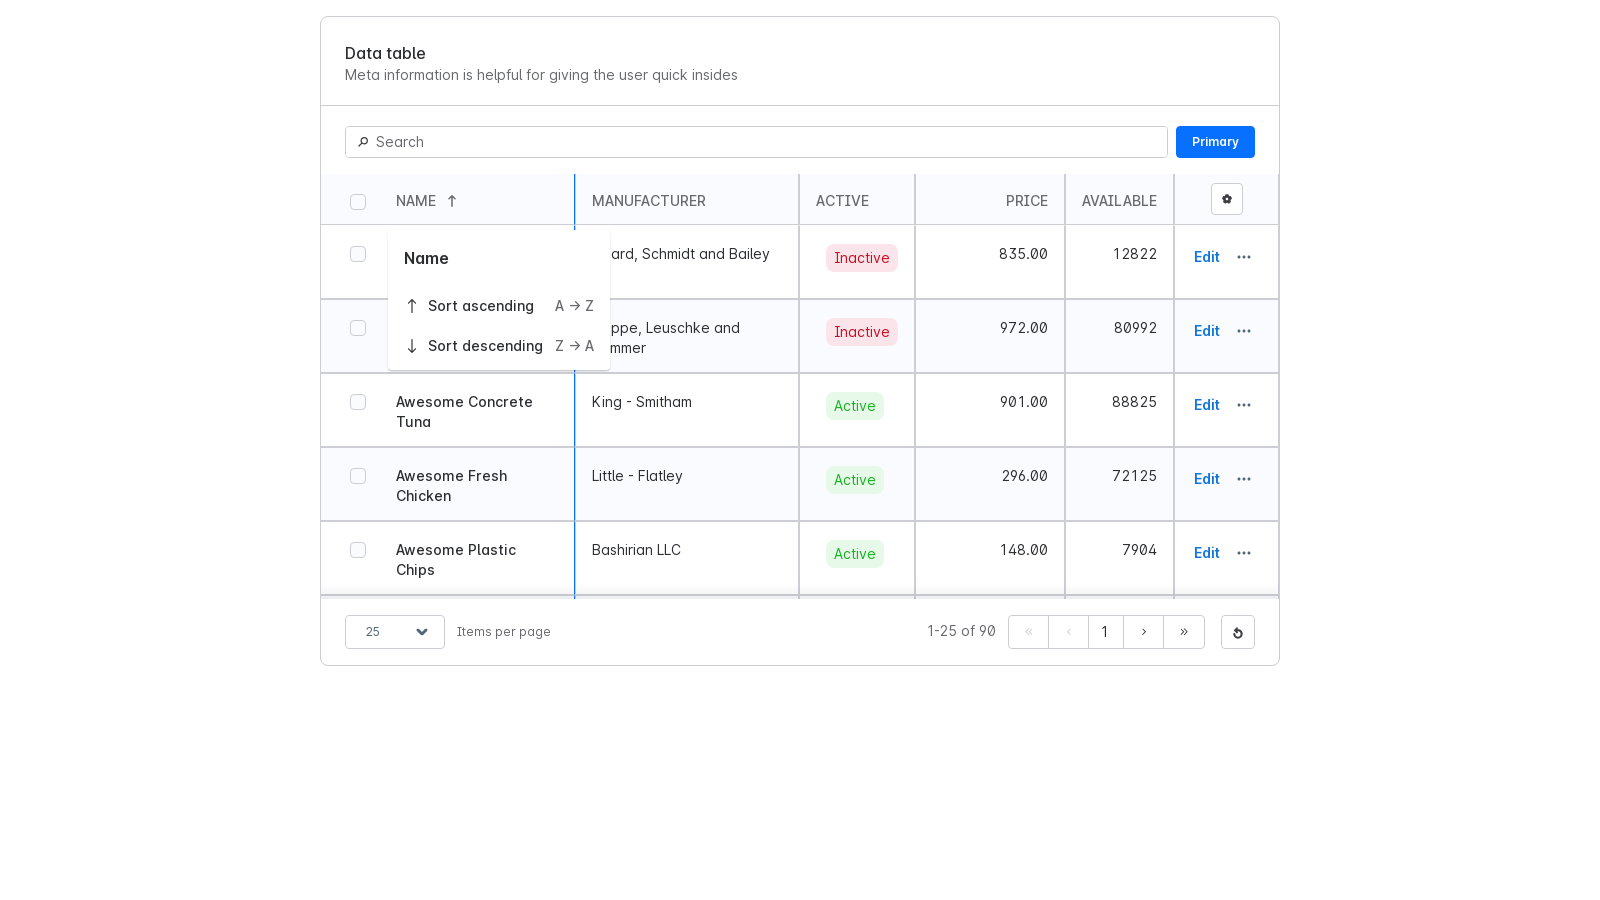 Data table
Meta information is helpful for giving the user quick insides
Search
Primary
NAME ↑ MANUFACTURER ACTIVE PRICE AVAILABLE
Name
Schmidt and Bailey Inactive 835.00 12822 Edit ...
↑ Sort ascending A → Z
Leuschke and Inactive 972.00 80992 Edit ...
↓ Sort descending Z → A
Awesome Concrete King - Smitham Active 901.00 88825 Edit ...
Tuna
Awesome Fresh Little - Flatley Active 296.00 72125 Edit ...
Chicken
Awesome Plastic Bashirian LLC Active 148.00 7904 Edit ...
Chips
25 Items per page 1-25 of 90 « ‹ 1 › »